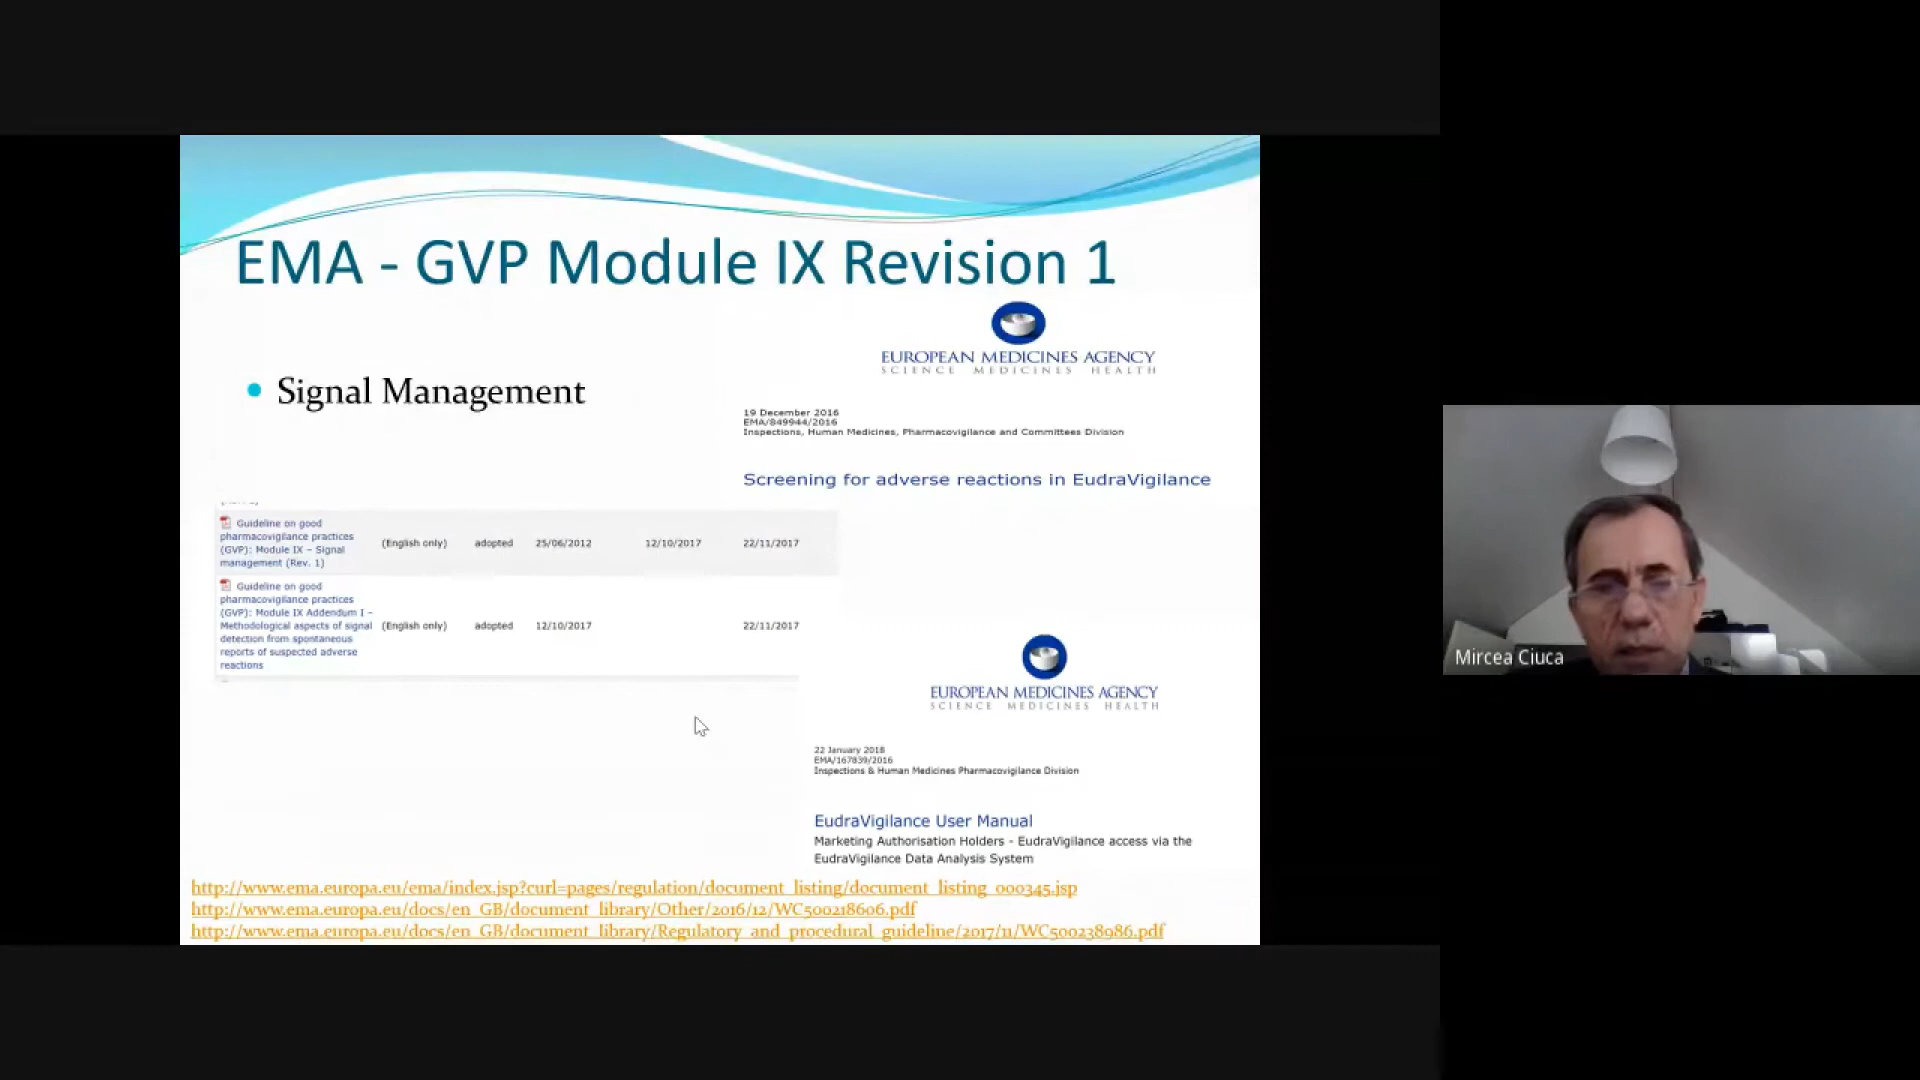 EMA - GVP Module IX Revision 1
EUROPEAN MEDICINES AGENCY
SCIENCE MEDICINES HEALTH
Signal Management
19 December 2016
EMA/849944/2016
Inspections, Human Medicines, Pharmacovigilance and Committees Division
Screening for adverse reactions in EudraVigilance
Guideline on good
pharmacovigilance practices
(GVP): Module IX – Signal
management (Rev. 1)
(English only) adopted 25/06/2012 12/10/2017 22/11/2017
Guideline on good
pharmacovigilance practices
(GVP): Module IX Addendum I –
Methodological aspects of signal
detection from spontaneous
reports of suspected adverse
reactions
(English only) adopted 12/10/2017 22/11/2017
EUROPEAN MEDICINES AGENCY
SCIENCE MEDICINES HEALTH
22 January 2018
EMA/167839/2016
Inspections & Human Medicines Pharmacovigilance Division
EudraVigilance User Manual
Marketing Authorisation Holders - EudraVigilance access via the
EudraVigilance Data Analysis System
http://www.ema.europa.eu/ema/index.jsp?curl=pages/regulation/document_listing/document_listing_000345.jsp
http://www.ema.europa.eu/docs/en_GB/document_library/Other/2016/12/WC500218606.pdf
http://www.ema.europa.eu/docs/en_GB/document_library/Regulatory_and_procedural_guideline/2017/11/WC500238986.pdf
Mircea Ciuca